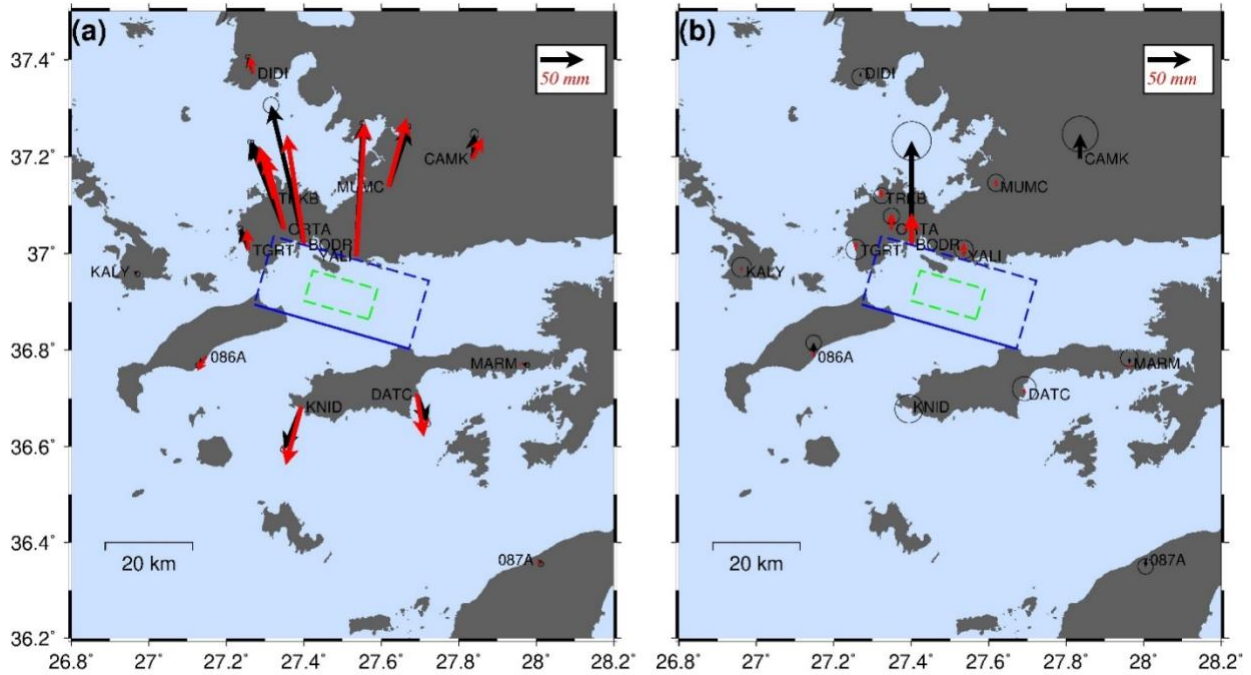 (a)
50 mm
DIDI
CAMK
MUMC
TRKB
ORTA
BODR
YALI
TGRT
KALY
086A
MARM
DATC
KNID
087A
20 km
37.4°
37.2°
37°
36.8°
36.6°
36.4°
36.2°
26.8°
27°
27.2°
27.4°
27.6°
27.8°
28°
28.2°
(b)
50 mm
DIDI
CAMK
MUMC
TRKB
ORTA
BODR
YALI
TGRT
KALY
086A
MARM
DATC
KNID
087A
20 km
26.8°
27°
27.2°
27.4°
27.6°
27.8°
28°
28.2°